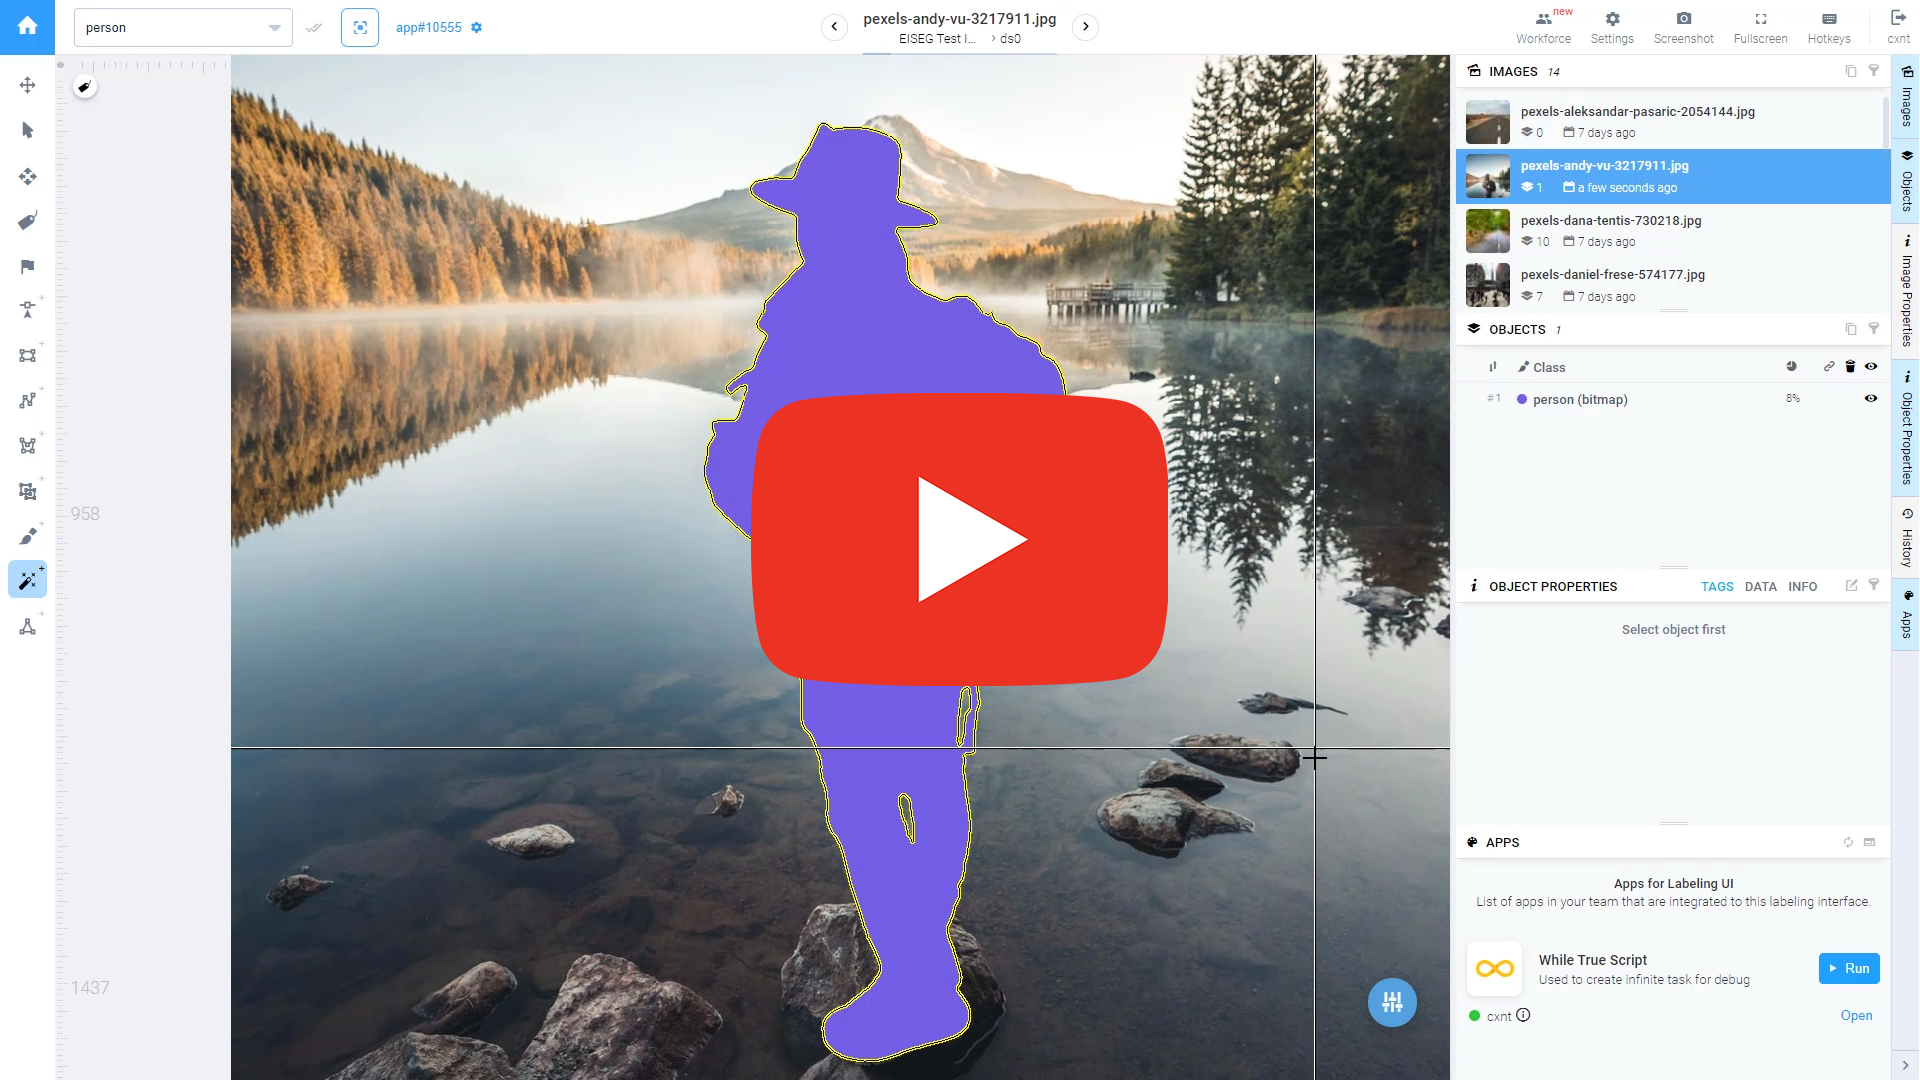 person
app#10555
pexels-andy-vu-3217911.jpg
EISEG Test I... > ds0
new
Workforce
Settings
Screenshot
Fullscreen
Hotkeys
cxnt
958
1437
IMAGES 14
pexels-aleksandar-pasaric-2054144.jpg
0 7 days ago
pexels-andy-vu-3217911.jpg
1 a few seconds ago
pexels-dana-tentis-730218.jpg
10 7 days ago
pexels-daniel-frese-574177.jpg
7 7 days ago
OBJECTS 1
Class
#1 person (bitmap) 8%
OBJECT PROPERTIES TAGS DATA INFO
Select object first
APPS
Apps for Labeling UI
List of apps in your team that are integrated to this labeling interface.
While True Script
Used to create infinite task for debug
Run
cxnt
Open
Images
Objects
Image Properties
Object Properties
History
Apps